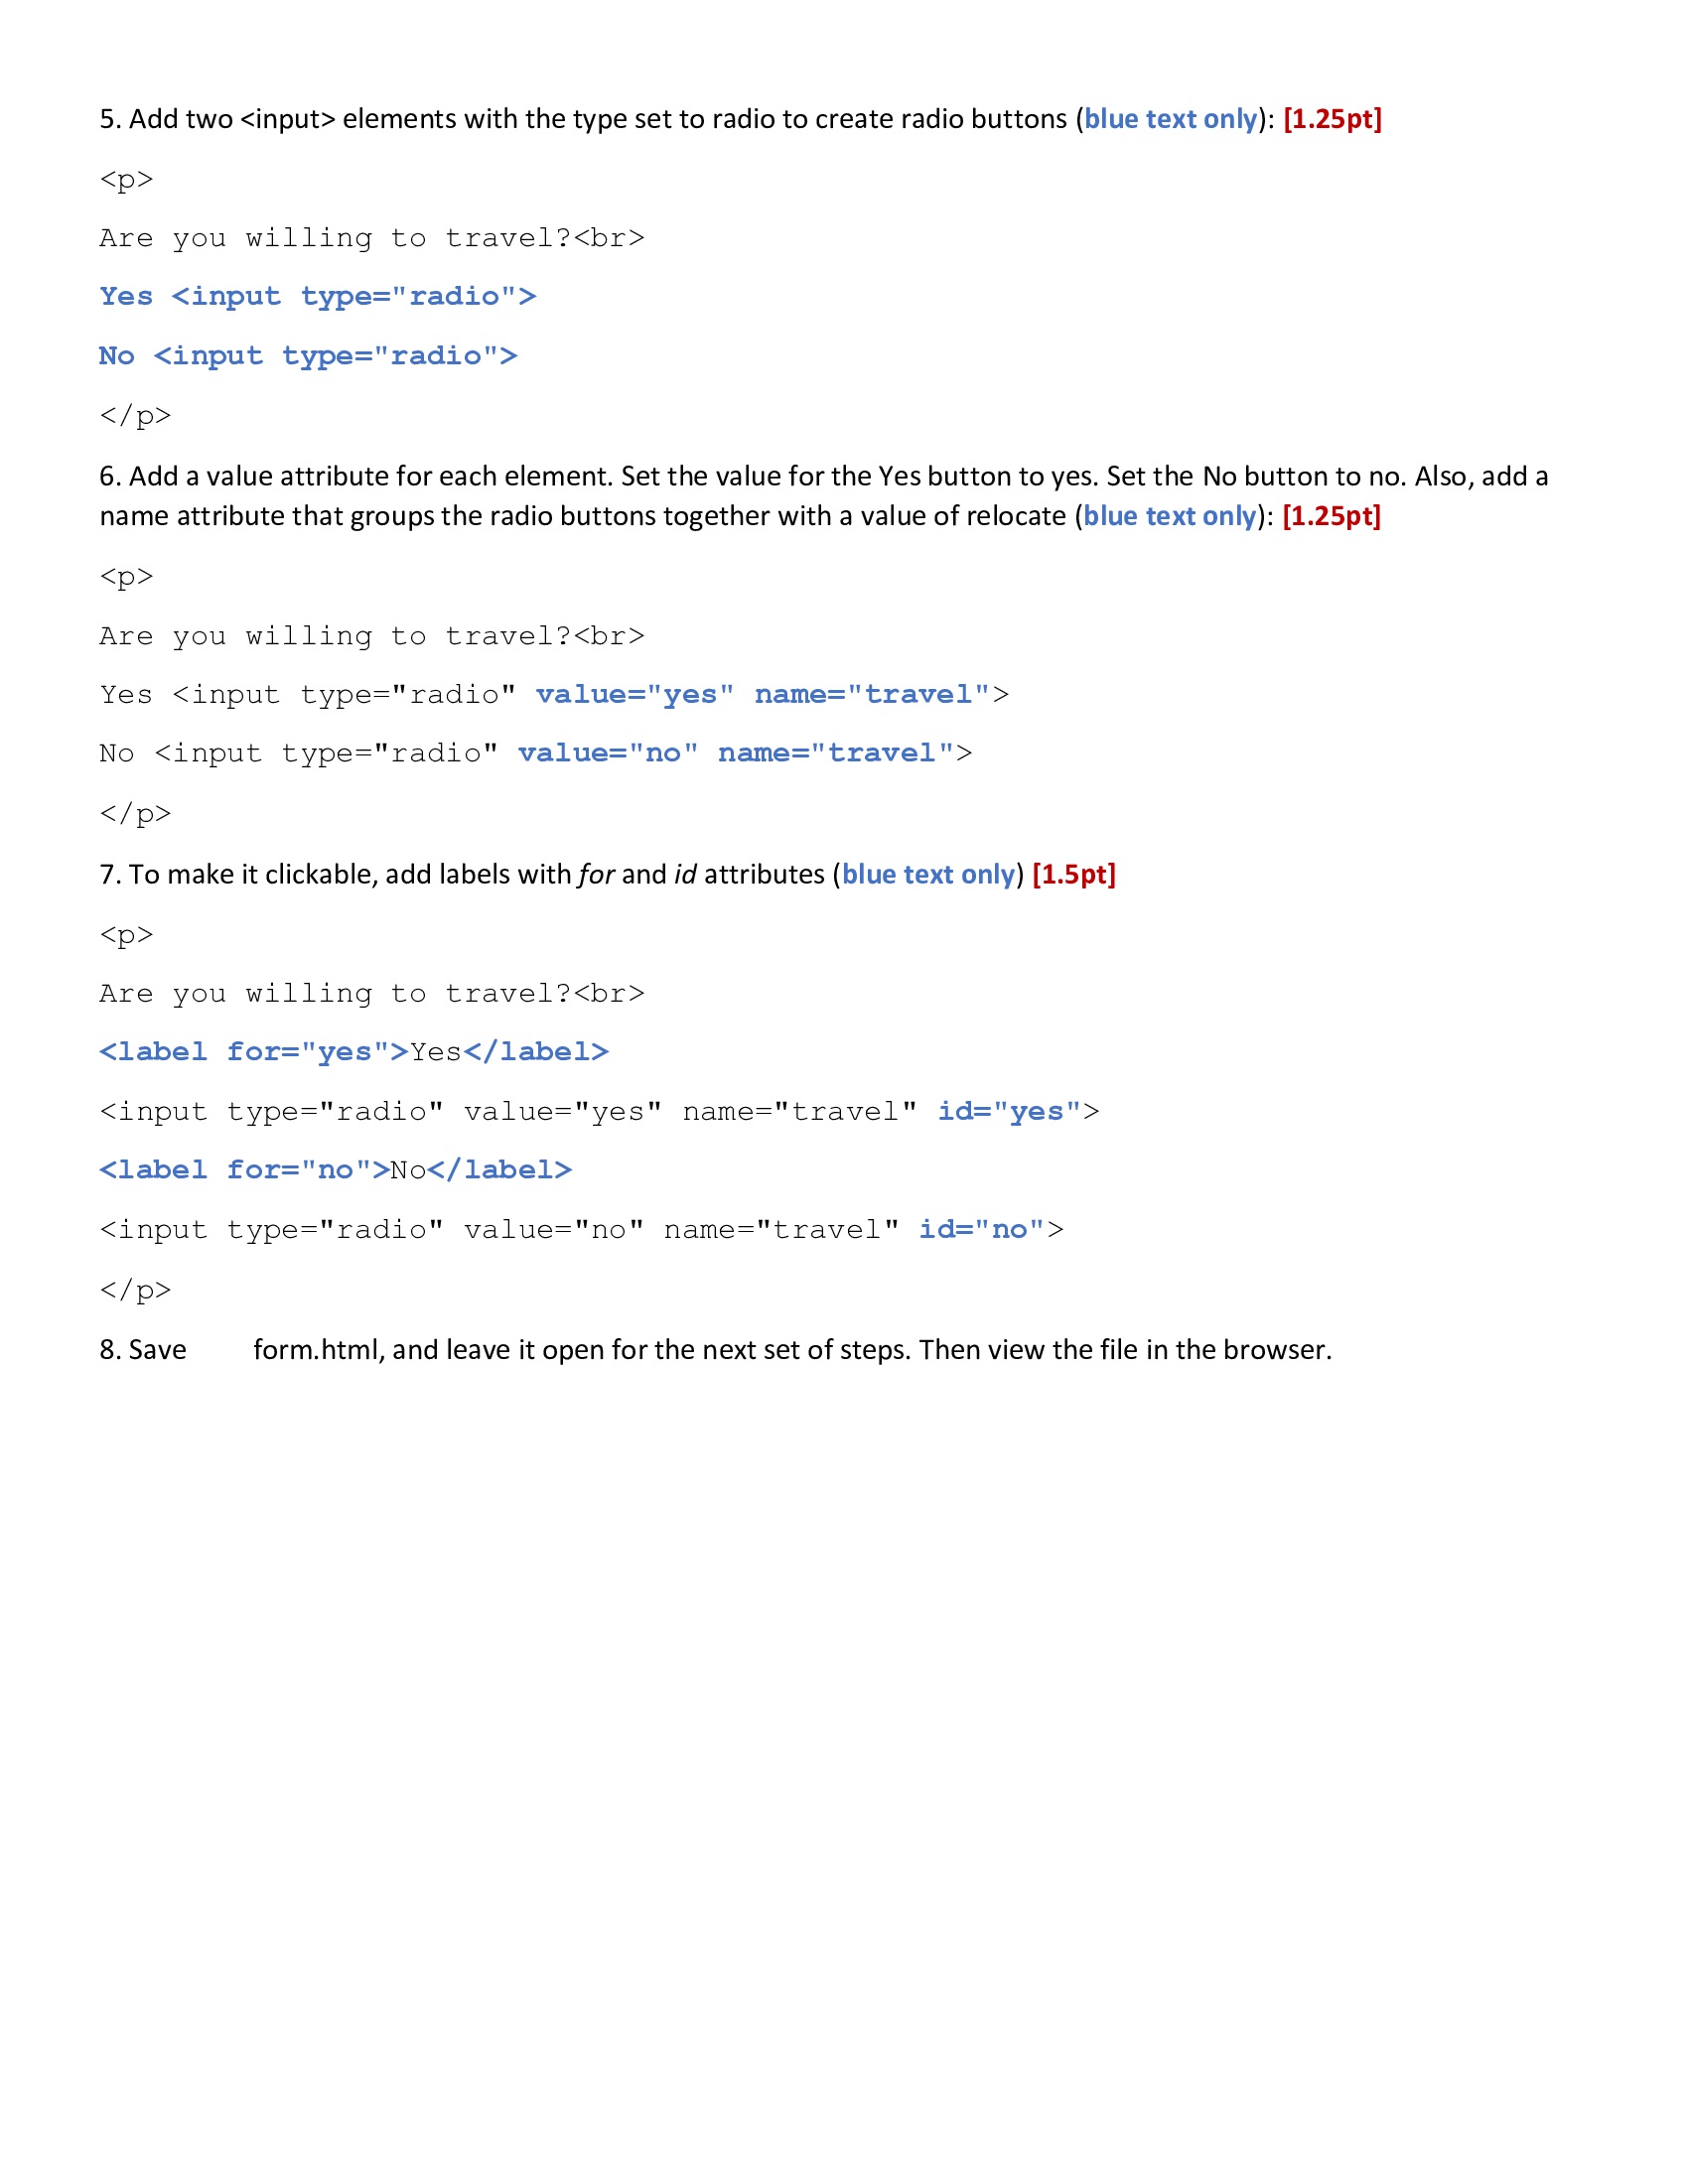 5. Add two <input> elements with the type set to radio to create radio buttons (blue text only): [1.25pt]
<p>
Are you willing to travel?<br>
Yes <input type="radio">
No <input type="radio">
</p>
6. Add a value attribute for each element. Set the value for the Yes button to yes. Set the No button to no. Also, add a
name attribute that groups the radio buttons together with a value of relocate (blue text only): [1.25pt]
<p>
Are you willing to travel?<br>
Yes <input type="radio" value="yes" name="travel">
No <input type="radio" value="no" name="travel">
</p>
7. To make it clickable, add labels with for and id attributes (blue text only) [1.5pt]
<p>
Are you willing to travel?<br>
<label for="yes">Yes</label>
<input type="radio" value="yes" name="travel" id="yes">
<label for="no">No</label>
<input type="radio" value="no" name="travel" id="no">
</p>
8. Save form.html, and leave it open for the next set of steps. Then view the file in the browser.